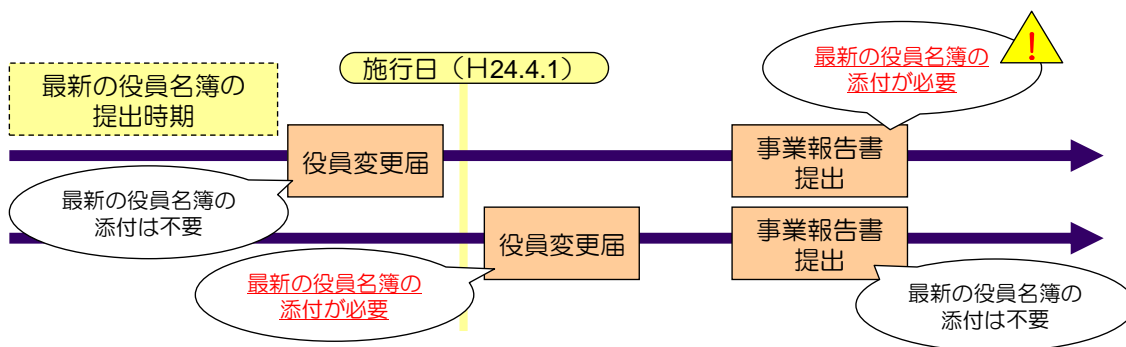 最新の役員名簿の
提出時期
施行日（H24.4.1）
最新の役員名簿の
添付が必要
!
役員変更届
事業報告書
提出
最新の役員名簿の
添付は不要
役員変更届
事業報告書
提出
最新の役員名簿の
添付が必要
最新の役員名簿の
添付は不要